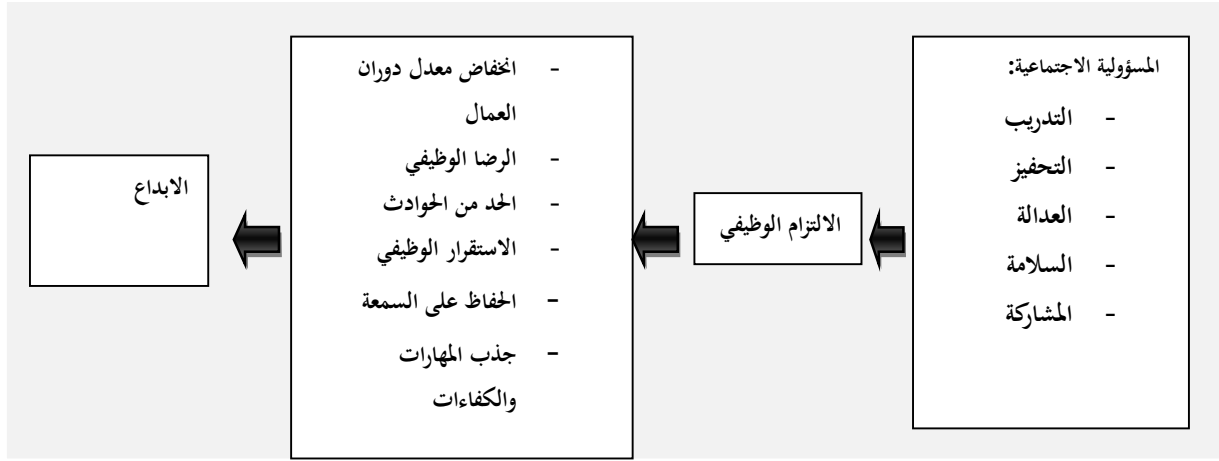 المسؤولية الاجتماعية:
- التدريب
- التحفيز
- العدالة
- السلامة
- المشاركة
الالتزام الوظيفي
- انخفاض معدل دوران
العمال
- الرضا الوظيفي
- الحد من الحوادث
- الاستقرار الوظيفي
- الحفاظ على السمعة
- جذب المهارات
والكفاءات
الابداع